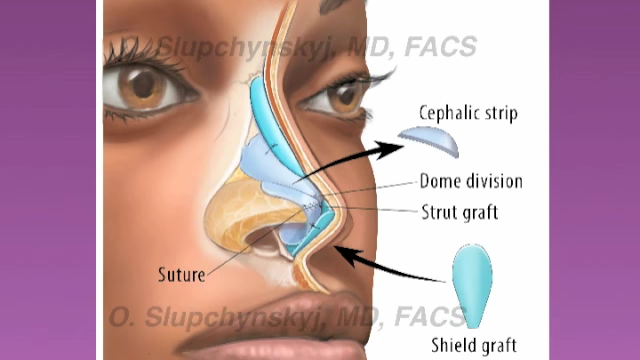 O. Slupchynskyj, MD, FACS
Cephalic strip
Dome division
Strut graft
Suture
O. Slupchynskyj, MD, FACS
Shield graft